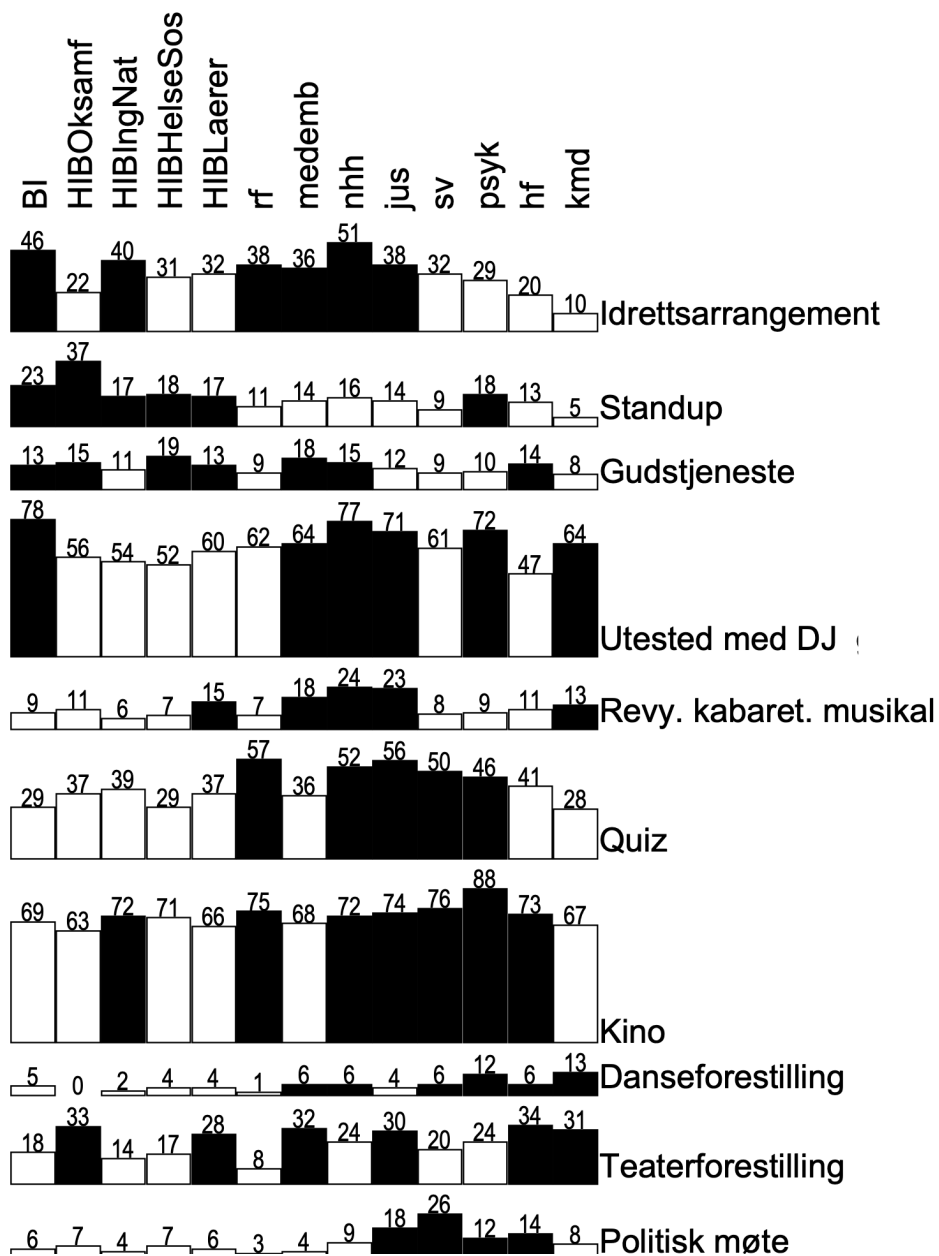 BI HIBOksamf HIBIngNat HIBHelseSos HIBLaerer rf medemb nhh jus sv psyk hf kmd
46 22 40 31 32 38 36 51 38 32 29 20 10 Idrettsarrangement
23 37 17 18 17 11 14 16 14 9 18 13 5 Standup
13 15 11 19 13 9 18 15 12 9 10 14 8 Gudstjeneste
78 56 54 52 60 62 64 77 71 61 72 47 64 Utested med DJ
9 11 6 7 15 7 18 24 23 8 9 11 13 Revy. kabaret. musikal
29 37 39 29 37 57 36 52 56 50 46 41 28 Quiz
69 63 72 71 66 75 68 72 74 76 88 73 67 Kino
5 0 2 4 4 1 6 6 4 6 12 6 13 Danseforestilling
18 33 14 17 28 8 32 24 30 20 24 34 31 Teaterforestilling
6 7 4 7 6 3 4 9 18 26 12 14 8 Politisk møte